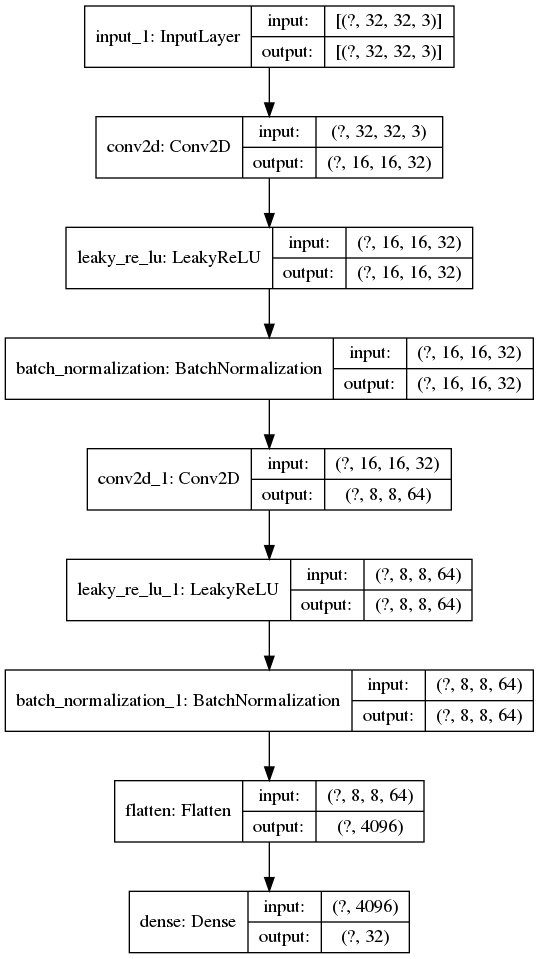 input_1: InputLayer
input: [(?, 32, 32, 3)]
output: [(?, 32, 32, 3)]
conv2d: Conv2D
input: (?, 32, 32, 3)
output: (?, 16, 16, 32)
leaky_re_lu: LeakyReLU
input: (?, 16, 16, 32)
output: (?, 16, 16, 32)
batch_normalization: BatchNormalization
input: (?, 16, 16, 32)
output: (?, 16, 16, 32)
conv2d_1: Conv2D
input: (?, 16, 16, 32)
output: (?, 8, 8, 64)
leaky_re_lu_1: LeakyReLU
input: (?, 8, 8, 64)
output: (?, 8, 8, 64)
batch_normalization_1: BatchNormalization
input: (?, 8, 8, 64)
output: (?, 8, 8, 64)
flatten: Flatten
input: (?, 8, 8, 64)
output: (?, 4096)
dense: Dense
input: (?, 4096)
output: (?, 32)